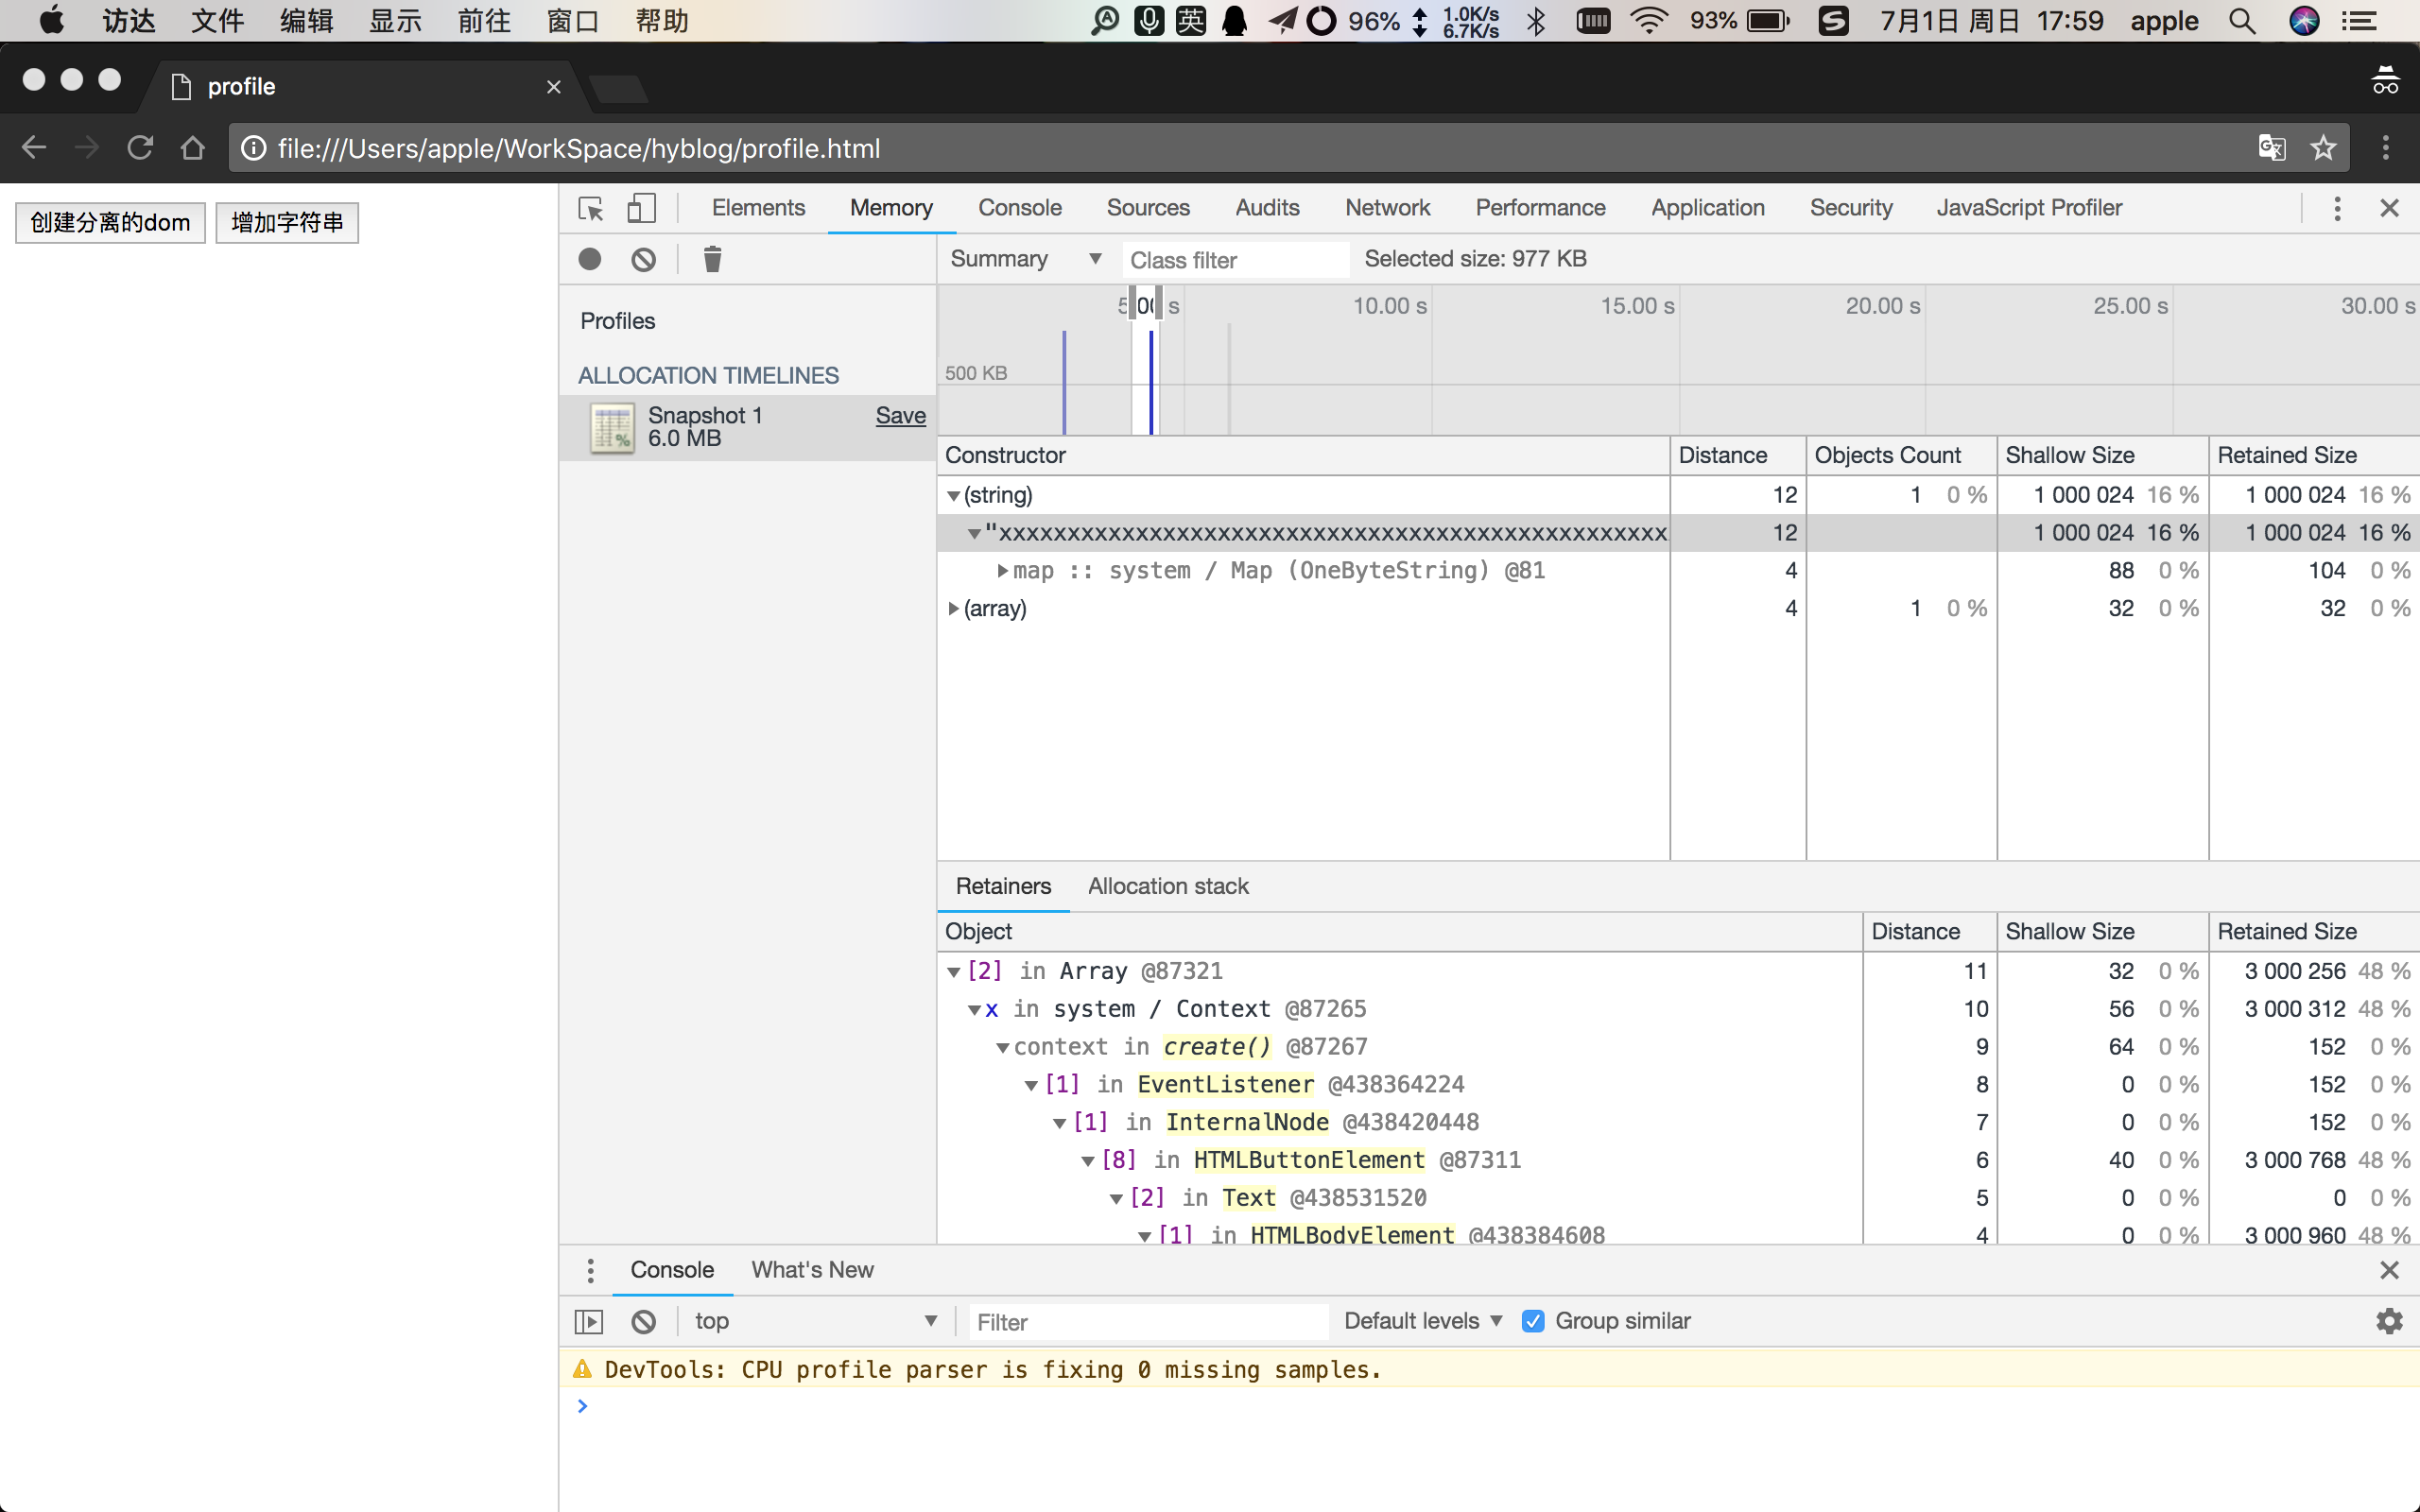 访达 文件 编辑 显示 前往 窗口 帮助 英 96% 1.0K/s 6.7K/s 93% 7月1日 周日 17:59 apple
profile
file:///Users/apple/WorkSpace/hyblog/profile.html
创建分离的dom 增加字符串
Elements Memory Console Sources Audits Network Performance Application Security JavaScript Profiler
Summary Class filter Selected size: 977 KB
Profiles
ALLOCATION TIMELINES
Snapshot 1 Save
6.0 MB
5.00 s 10.00 s 15.00 s 20.00 s 25.00 s 30.00 s
500 KB
Constructor Distance Objects Count Shallow Size Retained Size
(string) 12 1 0 % 1 000 024 16 % 1 000 024 16 %
"xxxxxxxxxxxxxxxxxxxxxxxxxxxxxxxxxxxxxxxxxxxxxxxxx 12 1 000 024 16 % 1 000 024 16 %
map :: system / Map (OneByteString) @81 4 88 0 % 104 0 %
(array) 4 1 0 % 32 0 % 32 0 %
Retainers Allocation stack
Object Distance Shallow Size Retained Size
[2] in Array @87321 11 32 0 % 3 000 256 48 %
x in system / Context @87265 10 56 0 % 3 000 312 48 %
context in create() @87267 9 64 0 % 152 0 %
[1] in EventListener @438364224 8 0 0 % 152 0 %
[1] in InternalNode @438420448 7 0 0 % 152 0 %
[8] in HTMLButtonElement @87311 6 40 0 % 3 000 768 48 %
[2] in Text @438531520 5 0 0 % 0 0 %
[1] in HTMLBodyElement @438384608 4 0 0 % 3 000 960 48 %
Console What's New
top Filter Default levels Group similar
DevTools: CPU profile parser is fixing 0 missing samples.